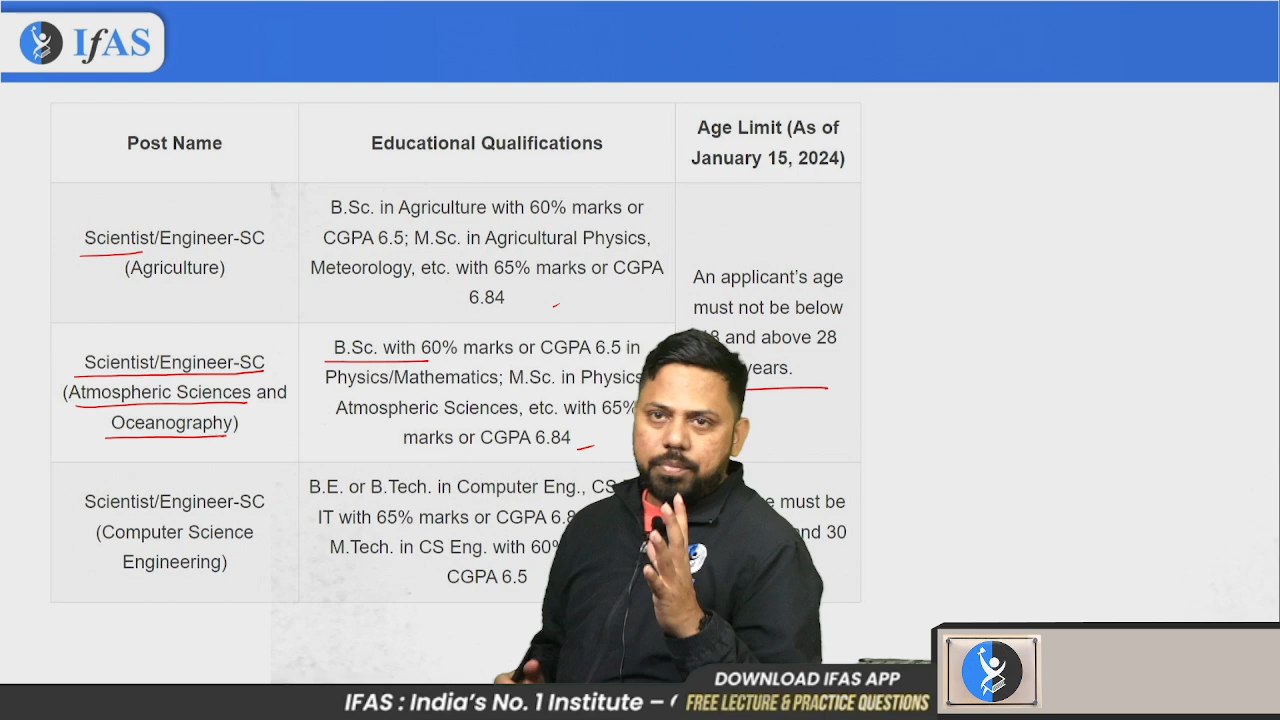 IfAS
Post Name
Educational Qualifications
Age Limit (As of
January 15, 2024)
Scientist/Engineer-SC
(Agriculture)
B.Sc. in Agriculture with 60% marks or
CGPA 6.5; M.Sc. in Agricultural Physics,
Meteorology, etc. with 65% marks or CGPA
6.84
An applicant's age
must not be below
and above 28
years.
Scientist/Engineer-SC
(Atmospheric Sciences and
Oceanography)
B.Sc. with 60% marks or CGPA 6.5 in
Physics/Mathematics; M.Sc. in Physics
Atmospheric Sciences, etc. with 65%
marks or CGPA 6.84
Scientist/Engineer-SC
(Computer Science
Engineering)
B.E. or B.Tech. in Computer Eng., CS
IT with 65% marks or CGPA
M.Tech. in CS Eng. with 60%
CGPA 6.5
must be
30
DOWNLOAD IFAS APP
IFAS : India's No. 1 Institute –
FREE LECTURE & PRACTICE QUESTIONS